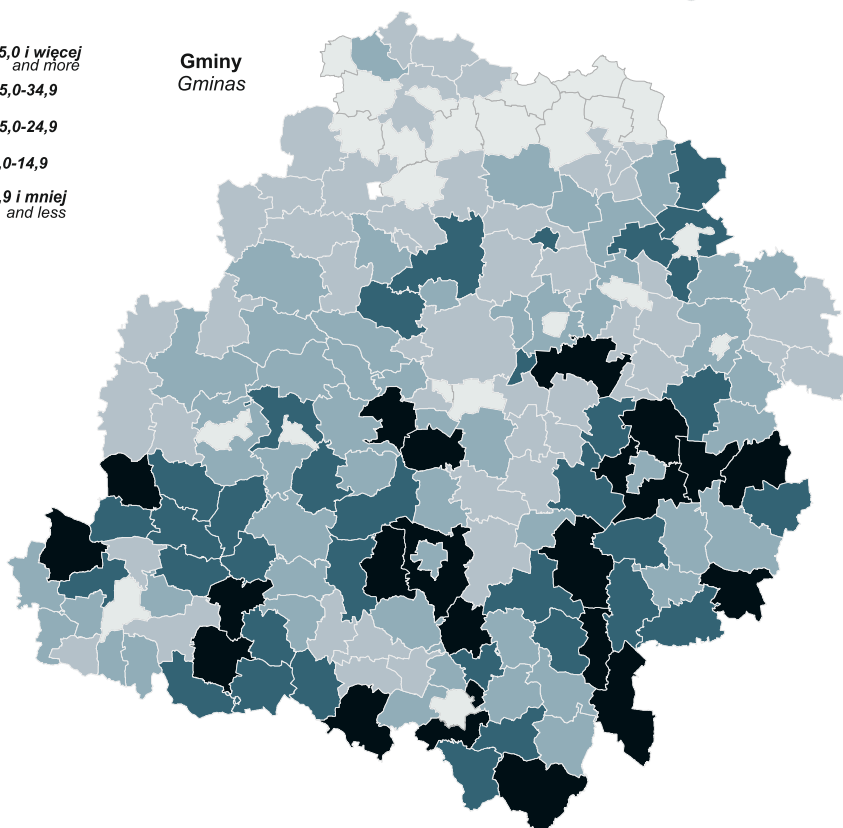 5,0 i więcej
and more
5,0-34,9
5,0-24,9
,0-14,9
,9 i mniej
and less
Gminy
Gminas